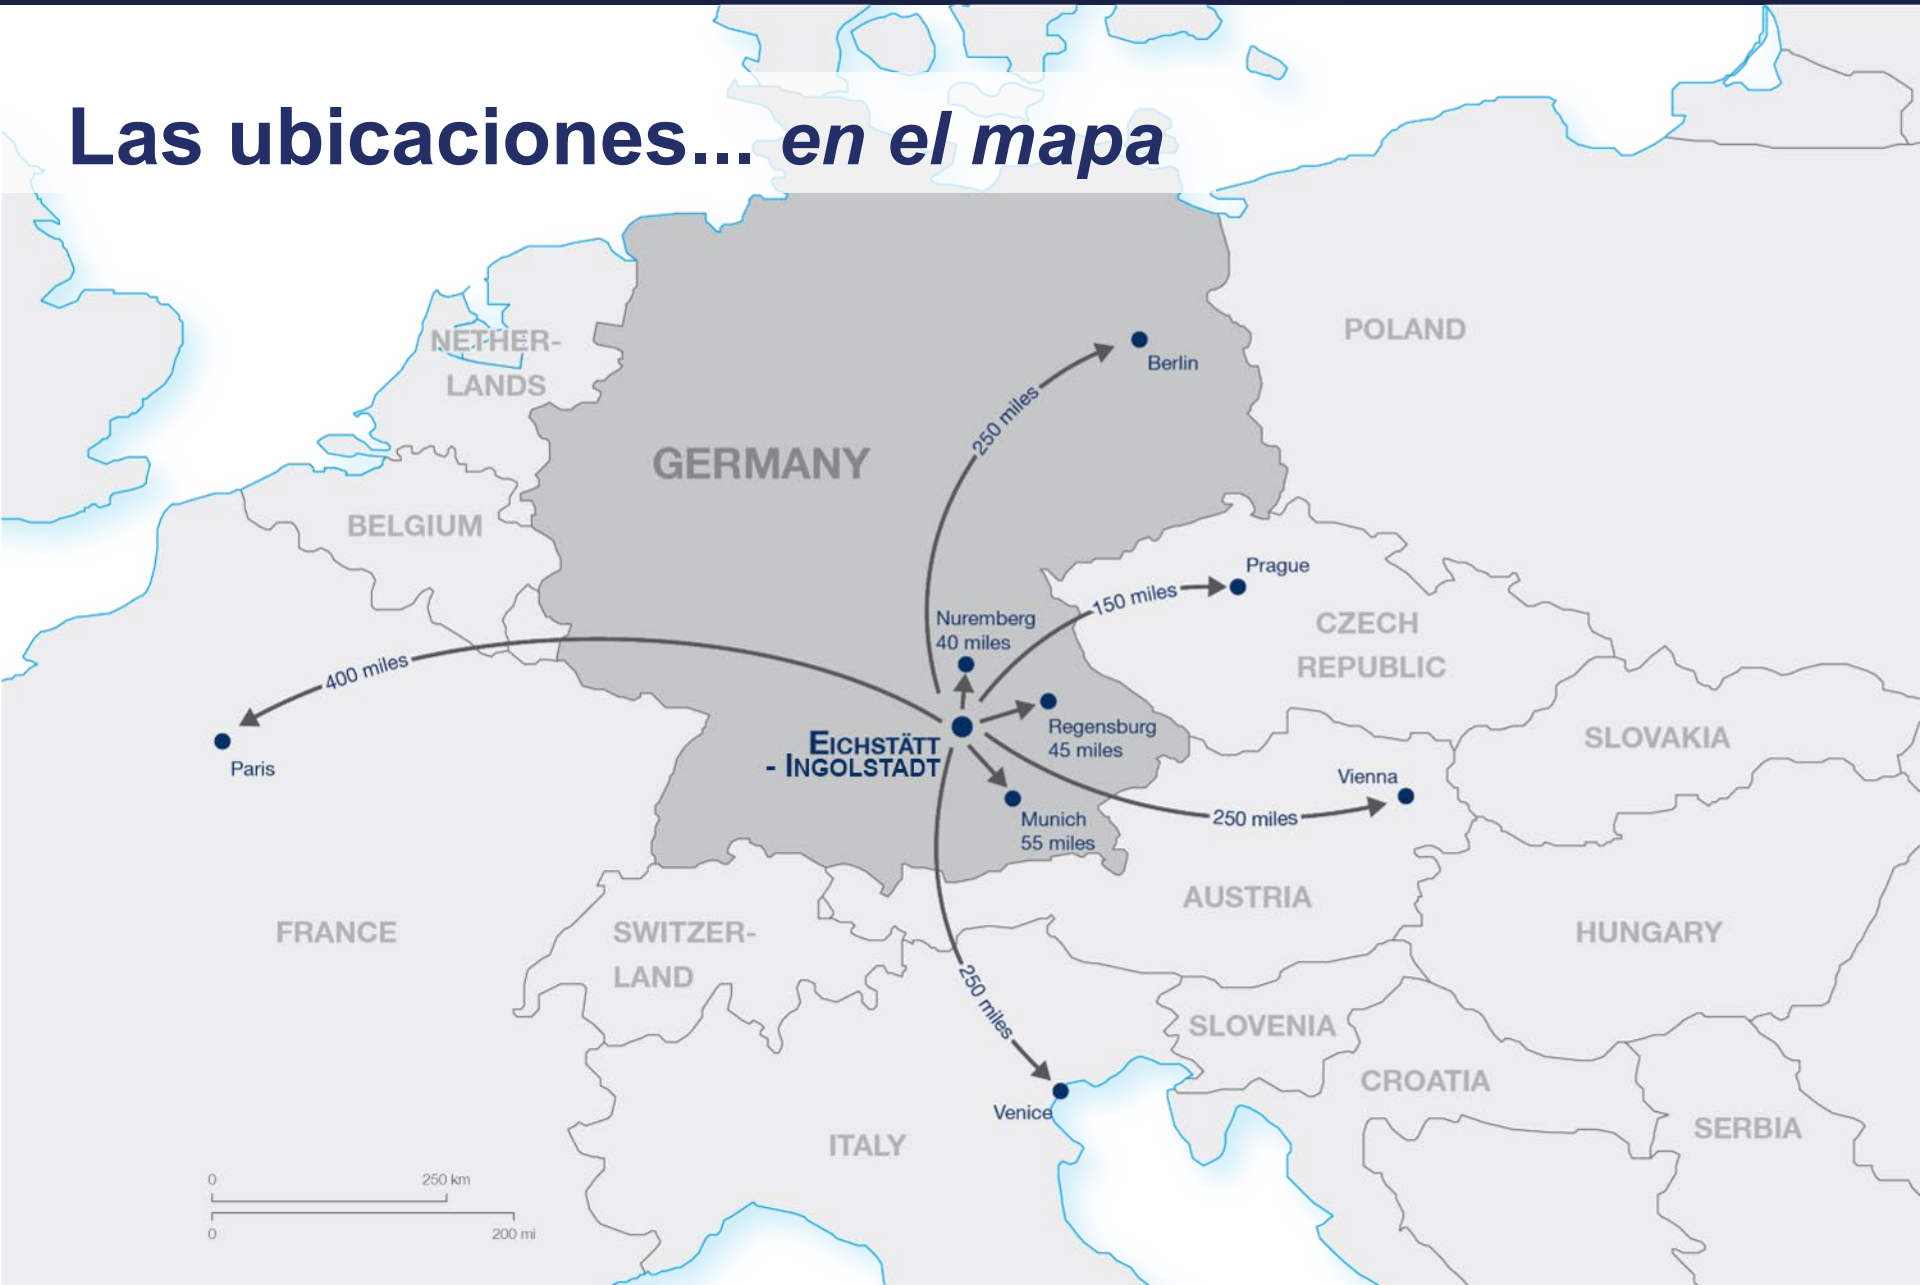 Las ubicaciones... en el mapa
NETHER-
LANDS
POLAND
Berlin
250 miles
GERMANY
BELGIUM
Prague
150 miles
CZECH
REPUBLIC
Nuremberg
40 miles
400 miles
Paris
Regensburg
45 miles
EICHSTÄTT
- INGOLSTADT
SLOVAKIA
Vienna
250 miles
Munich
55 miles
AUSTRIA
FRANCE
SWITZER-
LAND
HUNGARY
250 miles
SLOVENIA
CROATIA
Venice
ITALY
SERBIA
0 250 km
0 200 mi